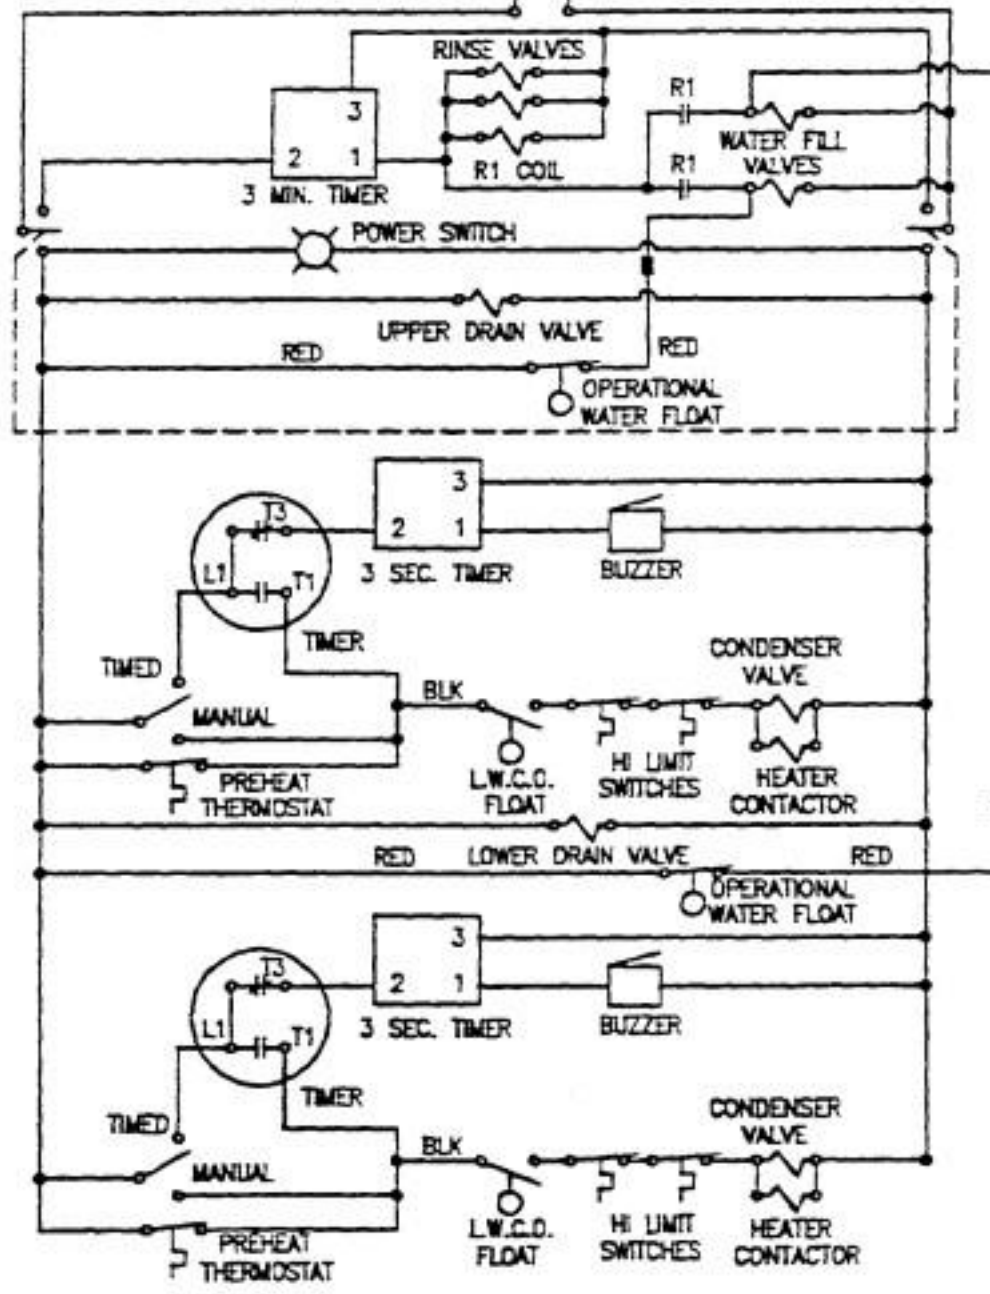 RINSE VALVES
3
R1
2 1
WATER FILL
VALVES
R1 COIL
R1
3 MIN. TIMER
POWER SWITCH
UPPER DRAIN VALVE
RED
RED
OPERATIONAL
WATER FLOAT
3
T3
2 1
3 SEC. TIMER
BUZZER
L1
T1
TIMER
TIMED
CONDENSER
VALVE
BLK
MANUAL
PREHEAT
THERMOSTAT
L.W.C.O.
FLOAT
HI LIMIT
SWITCHES
HEATER
CONTACTOR
RED
LOWER DRAIN VALVE
RED
OPERATIONAL
WATER FLOAT
3
T3
2 1
3 SEC. TIMER
BUZZER
L1
T1
TIMER
TIMED
CONDENSER
VALVE
BLK
MANUAL
PREHEAT
THERMOSTAT
L.W.C.O.
FLOAT
HI LIMIT
SWITCHES
HEATER
CONTACTOR